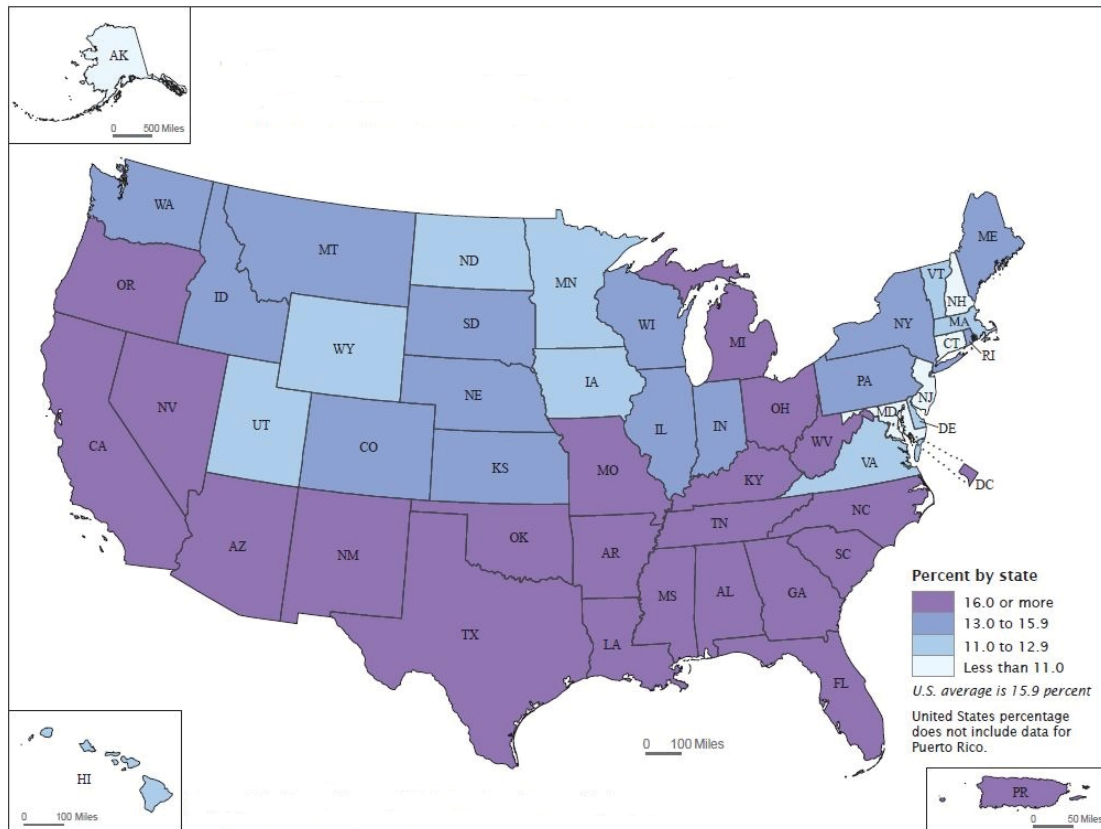 AK
0 500 Miles
WA
MT
ND
MN
ME
VT
NH
OR
ID
SD
WI
NY
MA
CT
RI
WY
MI
NE
IA
PA
NJ
NV
UT
CO
IL
IN
OH
MD
DE
CA
KS
MO
WV
VA
KY
DC
AZ
NM
OK
AR
TN
NC
SC
MS
AL
GA
TX
LA
FL
Percent by state
16.0 or more
13.0 to 15.9
11.0 to 12.9
Less than 11.0
U.S. average is 15.9 percent
United States percentage
does not include data for
Puerto Rico.
0 100 Miles
HI
0 100 Miles
PR
0 50 Miles